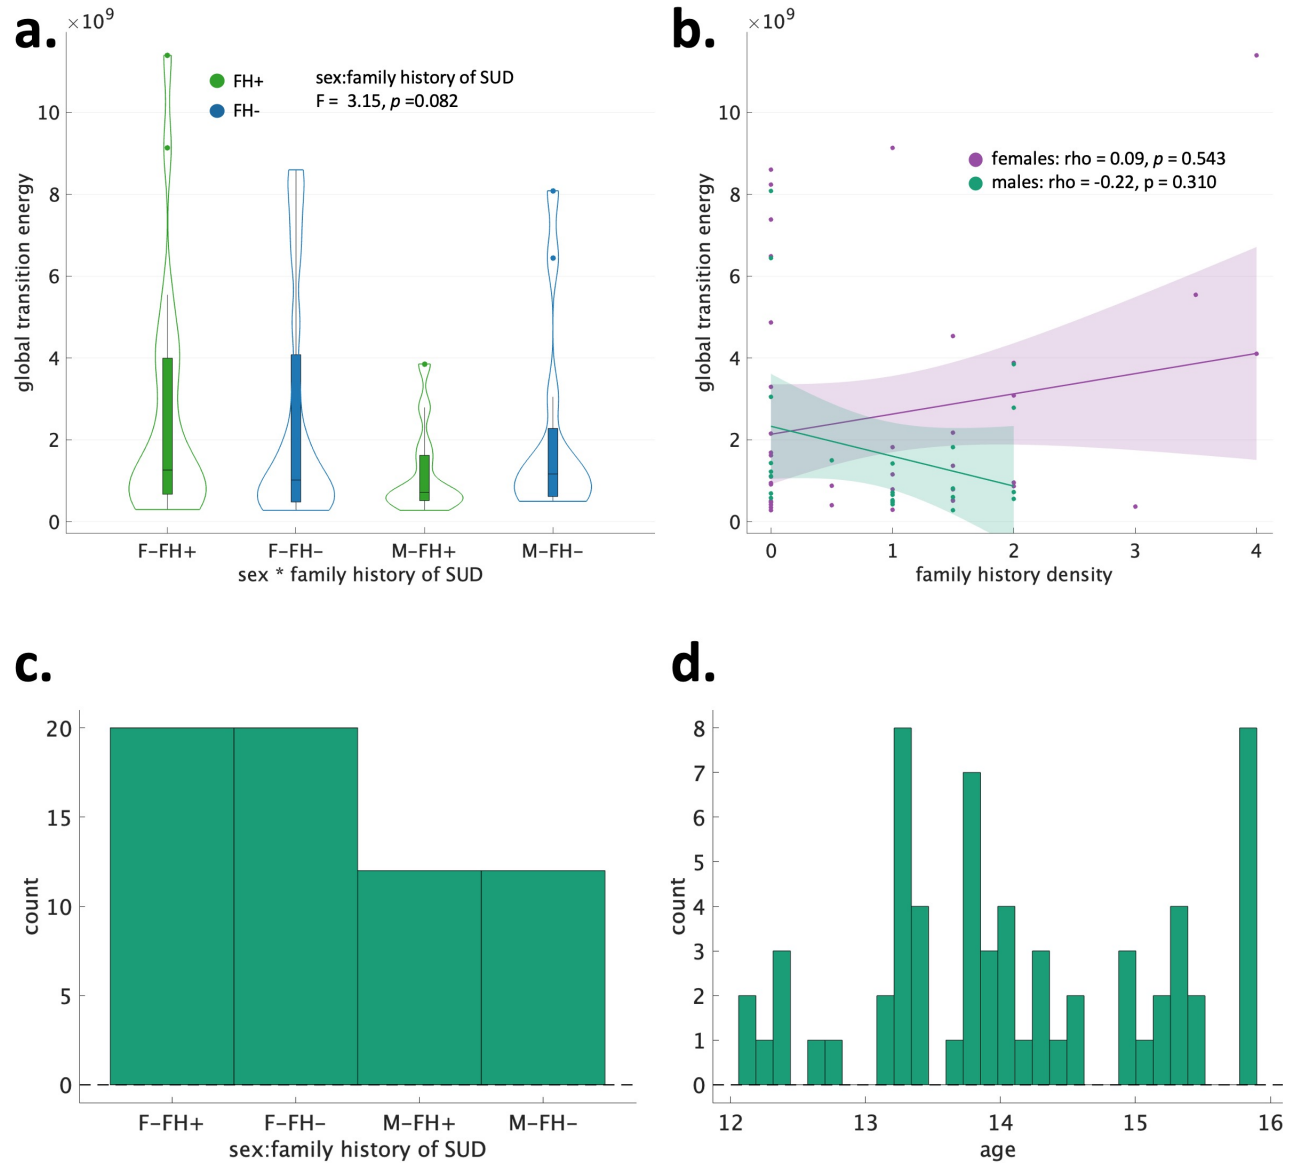 a.
×10⁹
10
8
6
4
2
0
global transition energy
FH+
FH-
sex:family history of SUD
F = 3.15, p =0.082
F-FH+ F-FH- M-FH+ M-FH-
sex * family history of SUD
b.
×10⁹
10
8
6
4
2
0
global transition energy
females: rho = 0.09, p = 0.543
males: rho = -0.22, p = 0.310
0 1 2 3 4
family history density
c.
20
15
10
5
0
count
F-FH+ F-FH- M-FH+ M-FH-
sex:family history of SUD
d.
8
7
6
5
4
3
2
1
0
count
12 13 14 15 16
age